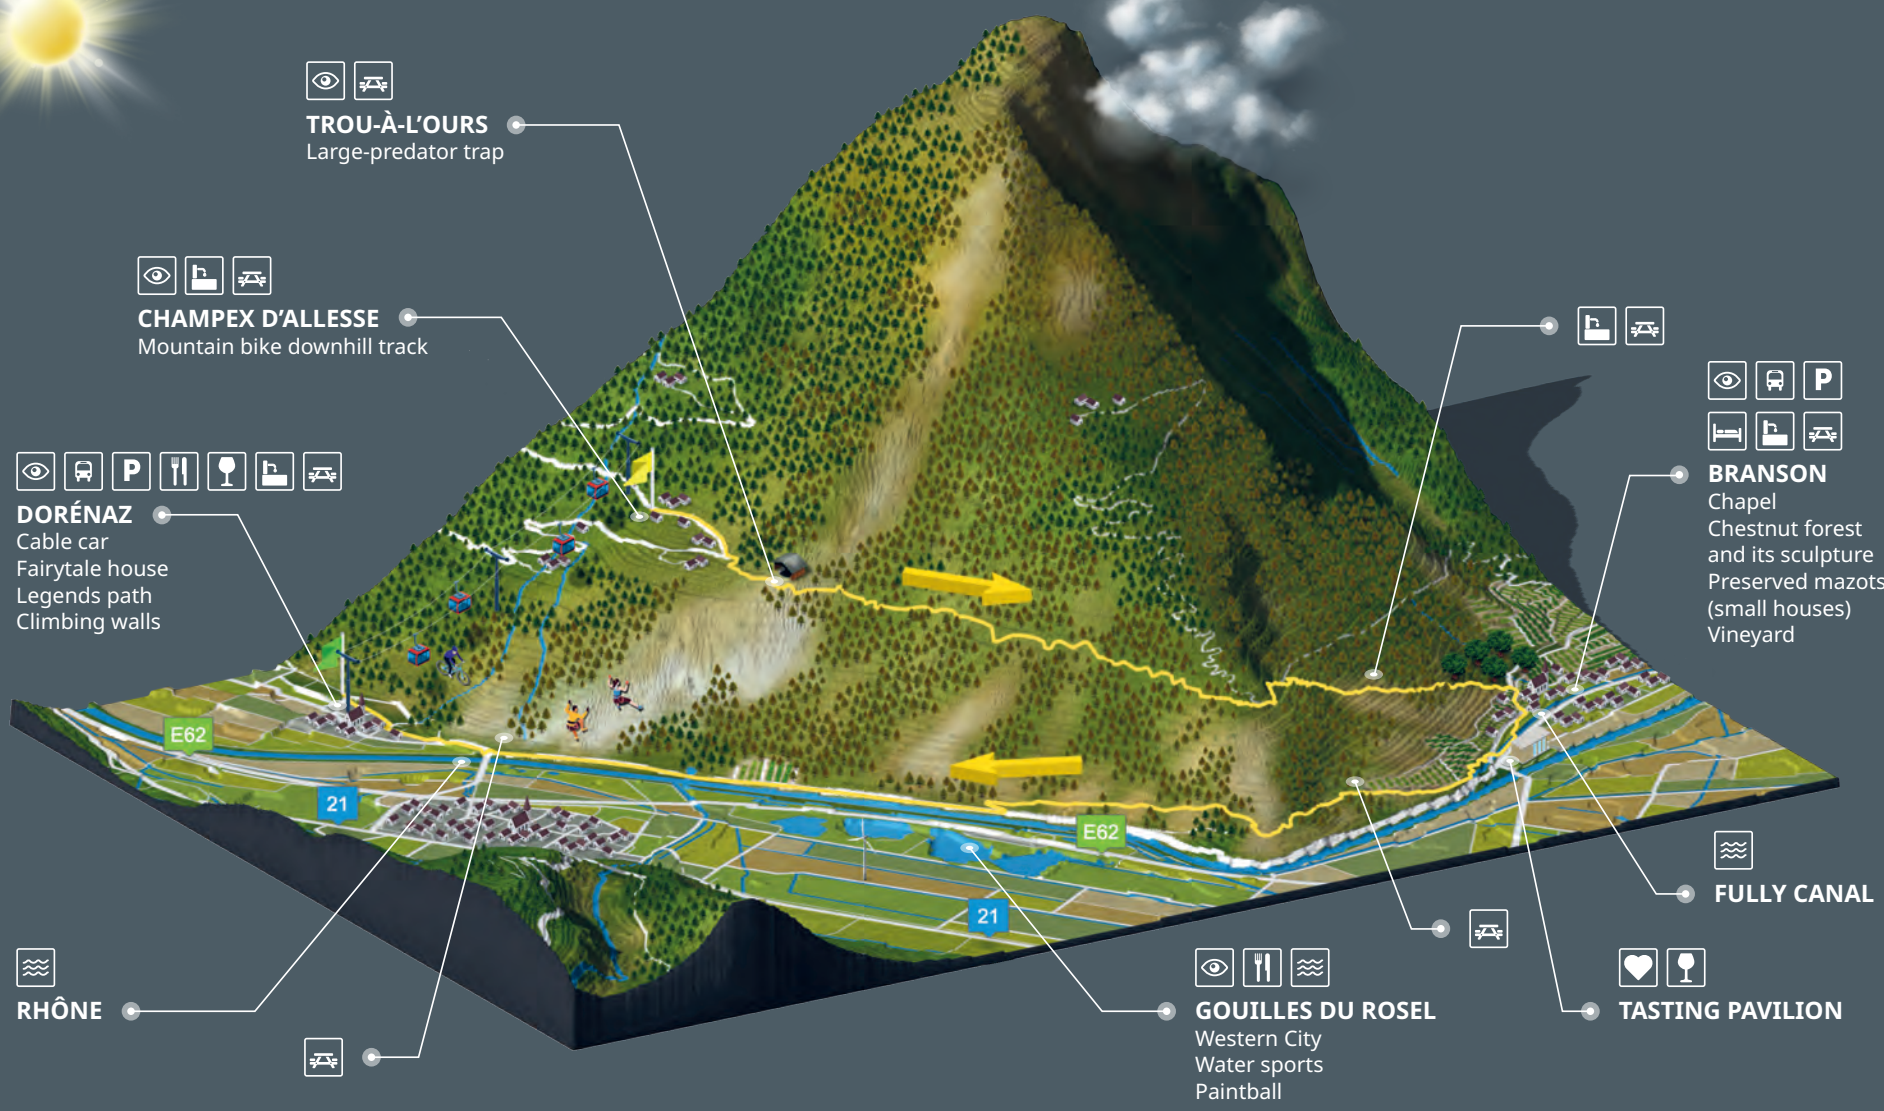 TROU-À-L’OURS
Large-predator trap
CHAMPEX D’ALLESSE
Mountain bike downhill track
P
DORÉNAZ
Cable car
Fairytale house
Legends path
Climbing walls
P
BRANSON
Chapel
Chestnut forest
and its sculpture
Preserved mazots
(small houses)
Vineyard
E62
21
E62
21
FULLY CANAL
RHÔNE
GOUILLES DU ROSEL
Western City
Water sports
Paintball
TASTING PAVILION